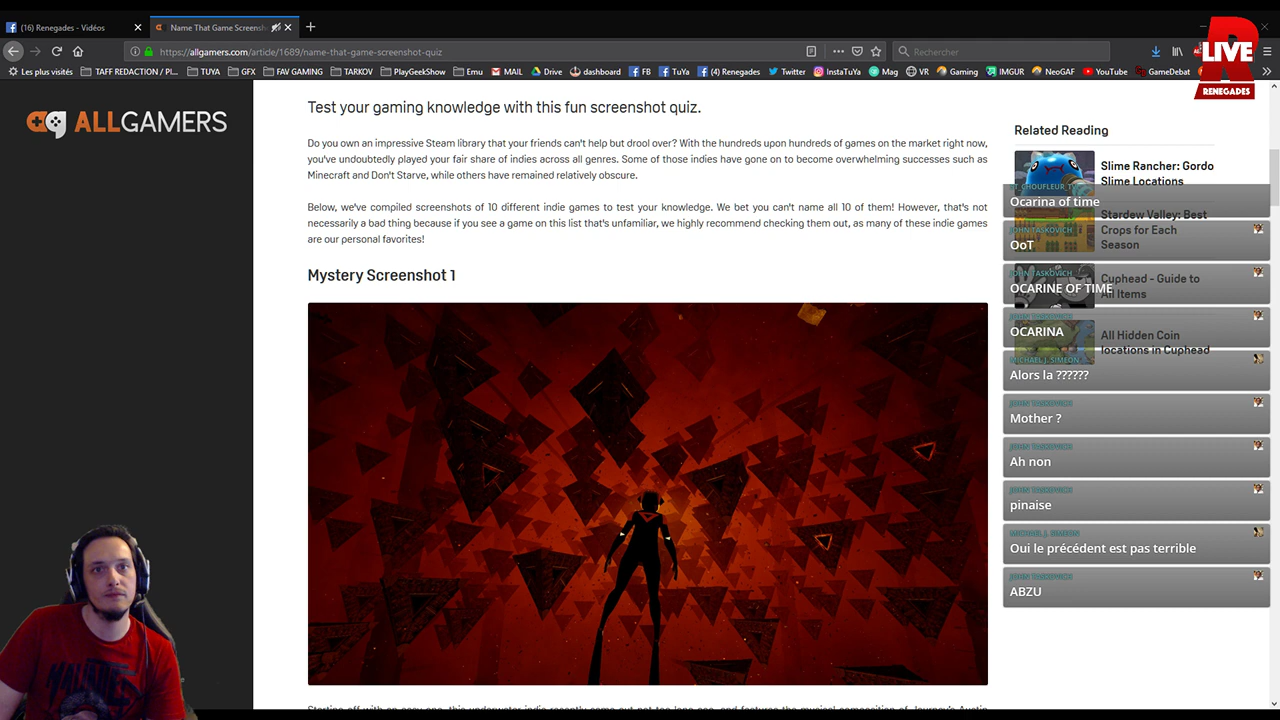 (16) Renegades - Vidéos
Name That Game Screensh
https://allgamers.com/article/1689/name-that-game-screenshot-quiz
Rechercher
LIVE
RENEGADES
Les plus visités
TAFF REDACTION / PL...
TUYA
GFX
FAV GAMING
TARKOV
PlayGeekShow
Emu
MAIL
Drive
dashboard
FB
TuYa
(4) Renegades
Twitter
InstaTuYa
Mag
VR
Gaming
IMGUR
NeoGAF
YouTube
GameDebat
ALLGAMERS
Test your gaming knowledge with this fun screenshot quiz.
Do you own an impressive Steam library that your friends can't help but drool over? With the hundreds upon hundreds of games on the market right now,
you've undoubtedly played your fair share of indies across all genres. Some of those indies have gone on to become overwhelming successes such as
Minecraft and Don't Starve, while others have remained relatively obscure.
Below, we've compiled screenshots of 10 different indie games to test your knowledge. We bet you can't name all 10 of them! However, that's not
necessarily a bad thing because if you see a game on this list that's unfamiliar, we highly recommend checking them out, as many of these indie games
are our personal favorites!
Mystery Screenshot 1
Related Reading
Slime Rancher: Gordo
Slime Locations
Ocarina of time
Stardew Valley: Best
Crops for Each
Season
JOHN TASKOVICH
OoT
Cuphead - Guide to
All Items
JOHN TASKOVICH
OCARINE OF TIME
All Hidden Coin
locations in Cuphead
JOHN TASKOVICH
OCARINA
MICHAEL J. SIMEON
Alors la ??????
JOHN TASKOVICH
Mother ?
JOHN TASKOVICH
Ah non
JOHN TASKOVICH
pinaise
MICHAEL J. SIMEON
Oui le précédent est pas terrible
JOHN TASKOVICH
ABZU